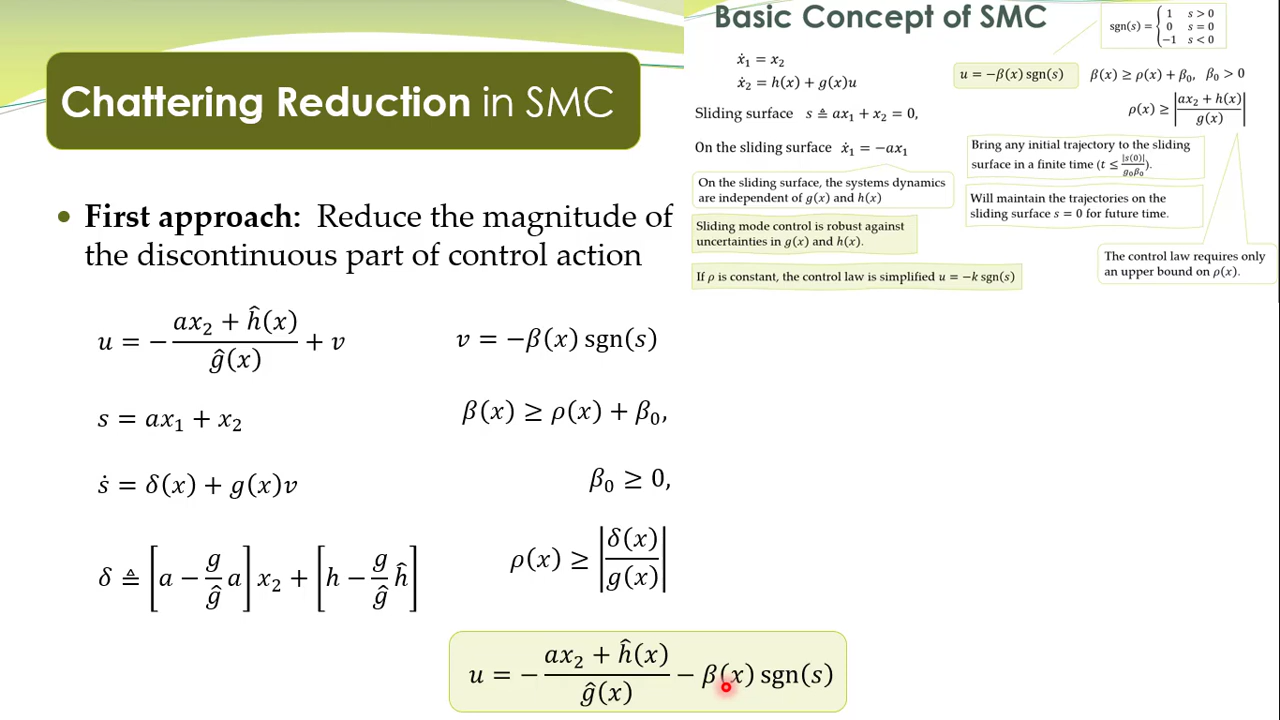 Chattering Reduction in SMC
• First approach: Reduce the magnitude of
the discontinuous part of control action
u = −(ax₂ + ĥ(x))/ĝ(x) + v
v = −β(x) sgn(s)
s = ax₁ + x₂
β(x) ≥ ρ(x) + β₀,
ṡ = δ(x) + g(x)v
β₀ ≥ 0,
δ ≜ [a − (g/ĝ)a] x₂ + [h − (g/ĝ)ĥ]
ρ(x) ≥ |δ(x)/g(x)|
u = −(ax₂ + ĥ(x))/ĝ(x) − β(x) sgn(s)
Basic Concept of SMC
sgn(s) = { 1 s > 0
0 s = 0
−1 s < 0
ẋ₁ = x₂
ẋ₂ = h(x) + g(x)u
u = −β(x) sgn(s)
β(x) ≥ ρ(x) + β₀, β₀ > 0
ρ(x) ≥ |(ax₂ + h(x))/g(x)|
Sliding surface s ≜ ax₁ + x₂ = 0,
On the sliding surface ẋ₁ = −ax₁
On the sliding surface, the systems dynamics
are independent of g(x) and h(x)
Sliding mode control is robust against
uncertainties in g(x) and h(x).
If ρ is constant, the control law is simplified u = −k sgn(s)
Bring any initial trajectory to the sliding
surface in a finite time (t ≤ |s(0)|/(g₀β₀)).
Will maintain the trajectories on the
sliding surface s = 0 for future time.
The control law requires only
an upper bound on ρ(x).